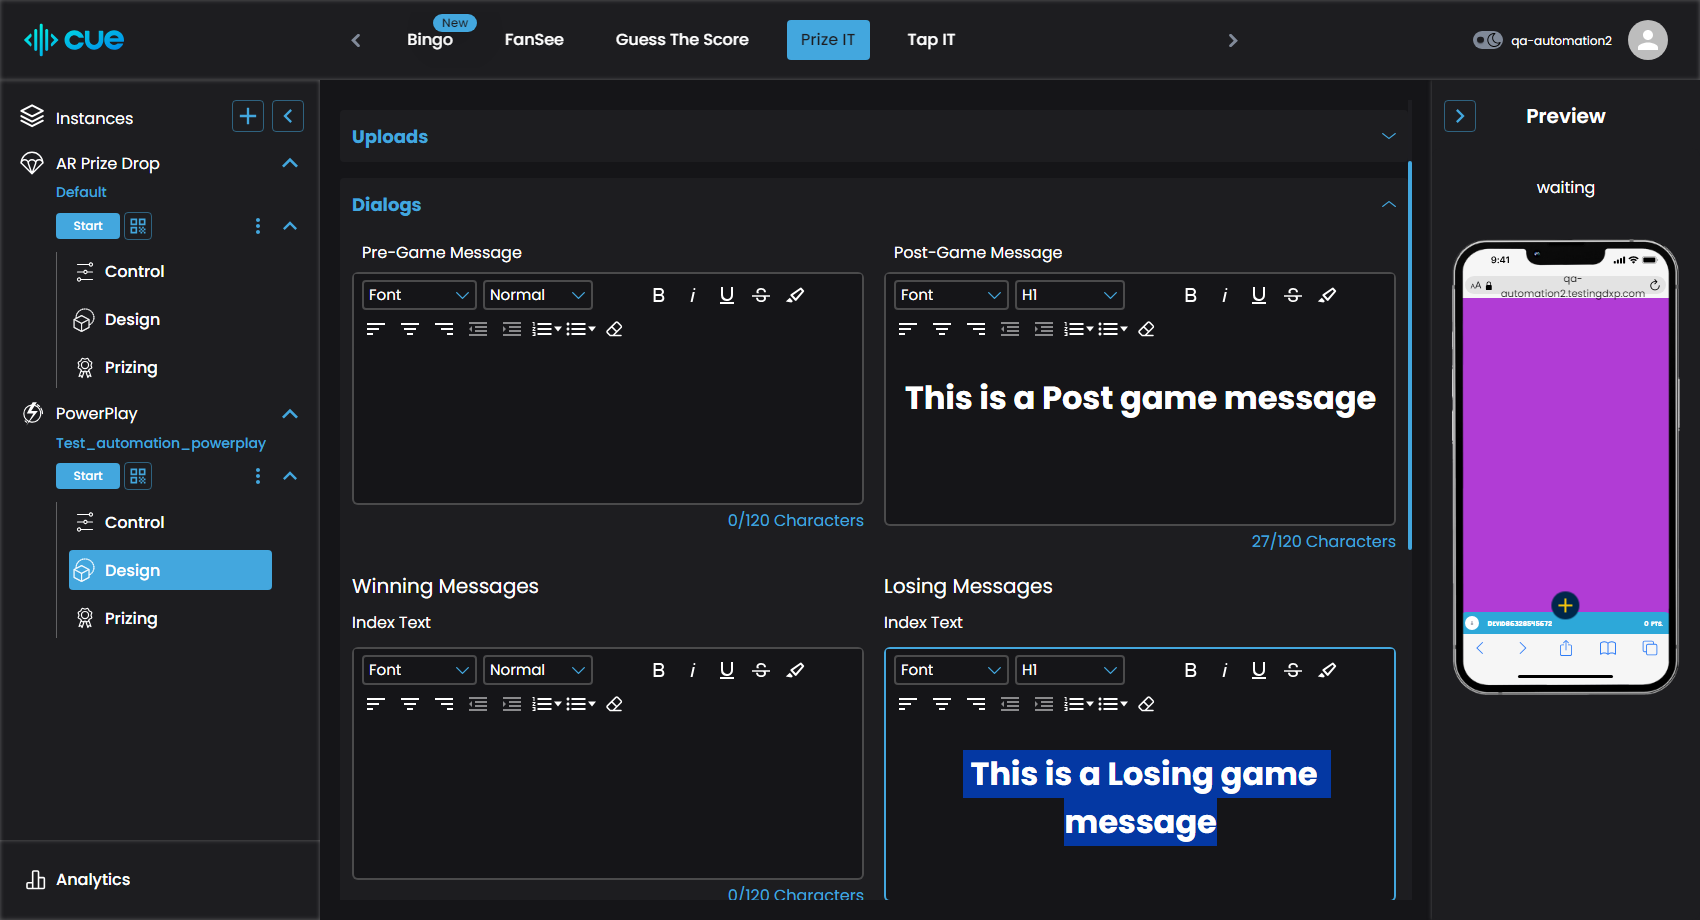 cue
New
Bingo
FanSee
Guess The Score
Prize IT
Tap IT
qa-automation2
Instances
AR Prize Drop
Default
Start
Control
Design
Prizing
PowerPlay
Test_automation_powerplay
Start
Control
Design
Prizing
Analytics
Uploads
Dialogs
Pre-Game Message
Font
Normal
B
i
U
S
0/120 Characters
Post-Game Message
Font
H1
B
i
U
S
This is a Post game message
27/120 Characters
Winning Messages
Index Text
Font
Normal
B
i
U
S
0/120 Characters
Losing Messages
Index Text
Font
H1
B
i
U
S
This is a Losing game
message
Preview
waiting
9:41
AA
qa-
automation2.testingdxp.com
0 PTS.